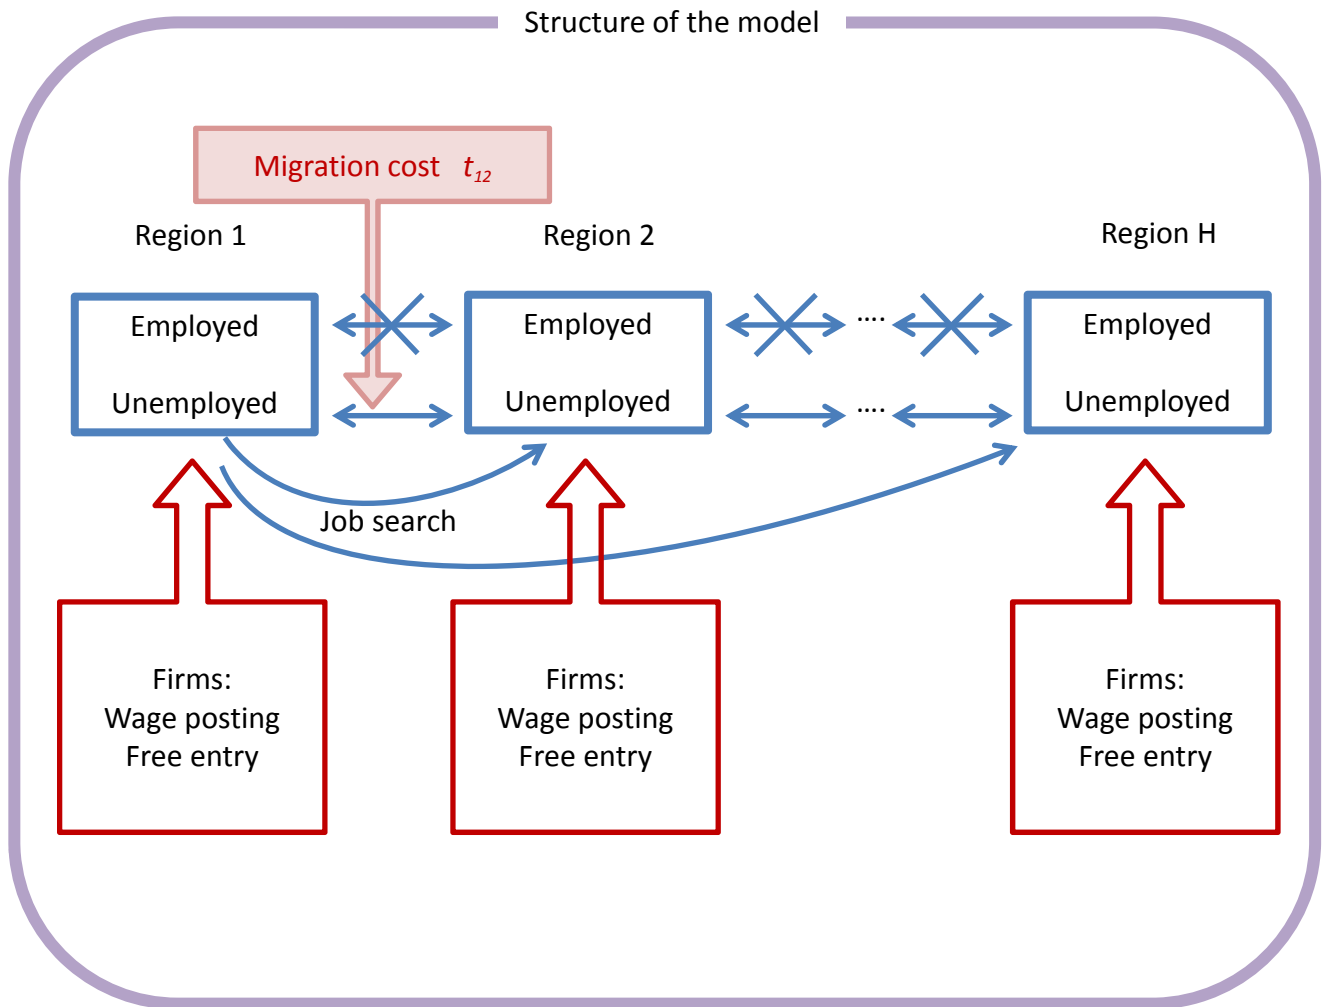 Structure of the model
Migration cost t12
Region 1
Region 2
Region H
Employed
Employed
....
Employed
Unemployed
Unemployed
....
Unemployed
Job search
Firms:
Wage posting
Free entry
Firms:
Wage posting
Free entry
Firms:
Wage posting
Free entry